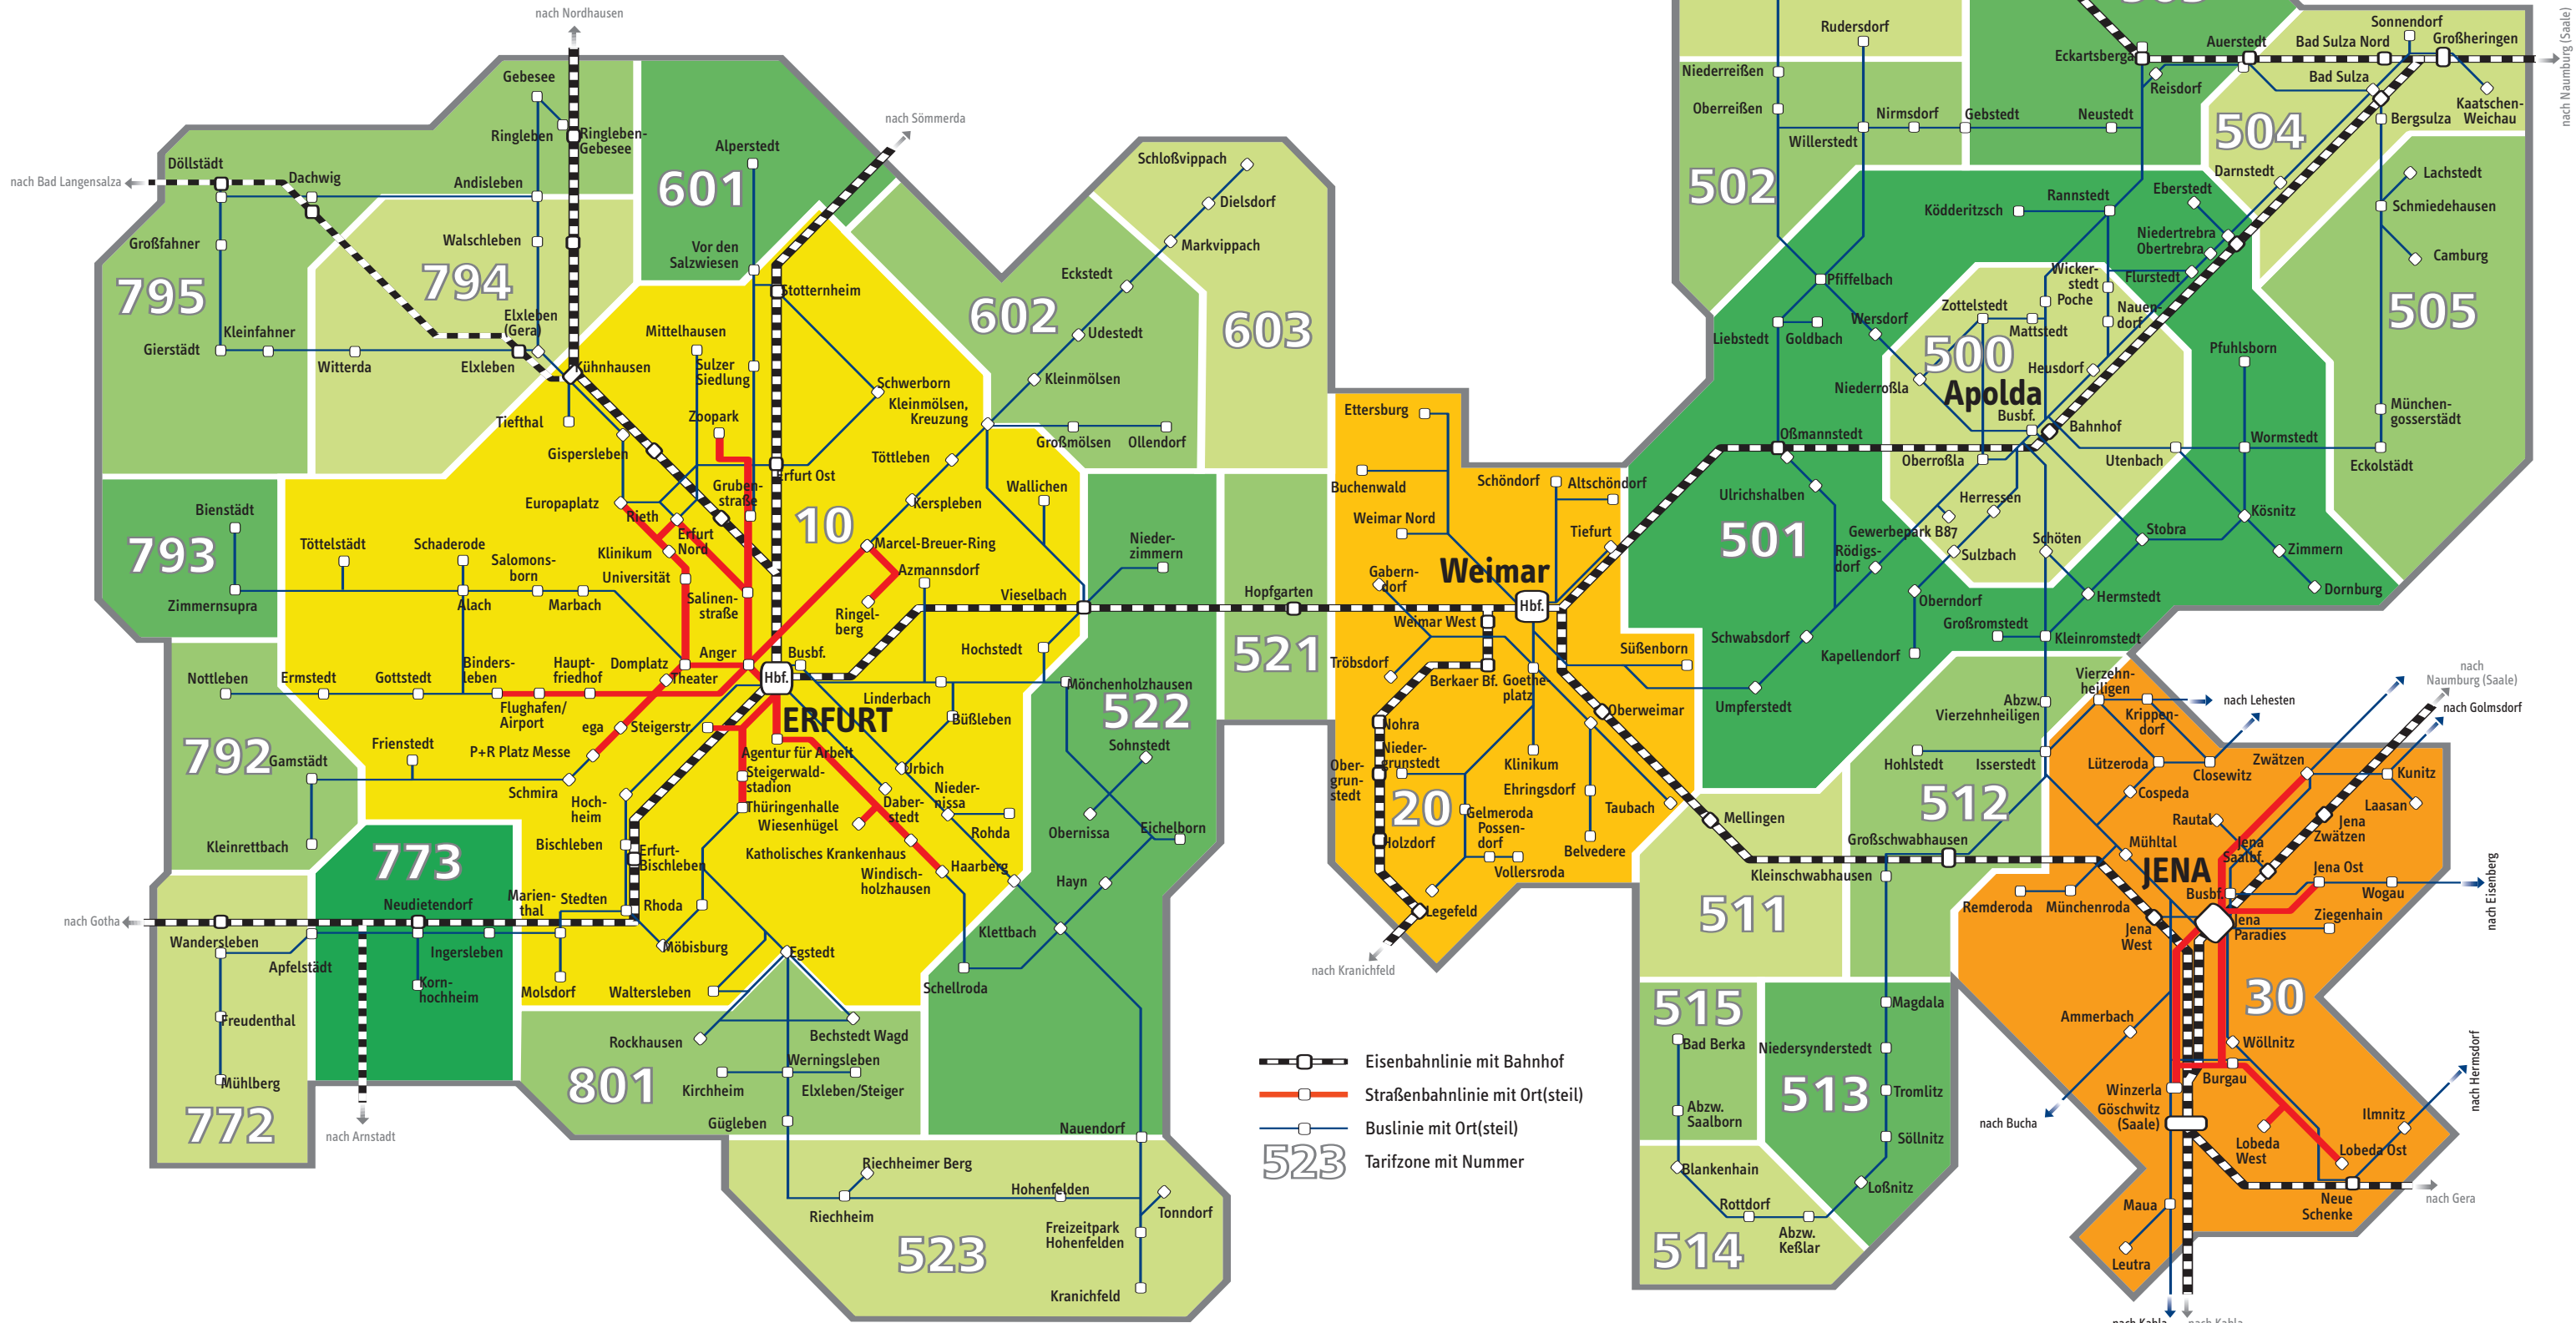 nach Nordhausen
Gebesee
Ringleben
Ringleben-
Gebesee
Döllstädt
nach Bad Langensalza
Dachwig
Andisleben
Großfahner
Walschleben
795
794
Kleinfahner
Gierstädt
Witterda
Elxleben
(Gera)
Elxleben
Kühnhausen
Tiefthal
601
Alperstedt
Vor den
Salzwiesen
nach Sömmerda
Stotternheim
Mittelhausen
Sulzer
Siedlung
Zoopark
Schwerborn
Kleinmölsen,
Kreuzung
Gispersleben
Erfurt Ost
Töttleben
Europaplatz
Gruben-
straße
Rieth
Kerspleben
Wallichen
10
Erfurt
Nord
Klinikum
Marcel-Breuer-Ring
Universität
Azmannsdorf
Salinen-
straße
Ringel-
berg
Vieselbach
Schloßvippach
Dielsdorf
Markvippach
Eckstedt
602
603
Udestedt
Kleinmölsen
Großmölsen
Ollendorf
Bienstädt
793
Zimmernsupra
Töttelstädt
Schaderode
Salomons-
born
Alach
Marbach
Nieder-
zimmern
Hopfgarten
521
Hochstedt
Anger
Busbf.
Domplatz
Hbf.
Theater
ERFURT
Binders-
leben
Haupt-
friedhof
Nottleben
Ermstedt
Gottstedt
Flughafen/
Airport
Linderbach
Büßleben
Mönchenholzhausen
522
ega
Steigerstr.
P+R Platz Messe
Agentur für Arbeit
792
Gamstädt
Frienstedt
Schmira
Kleinrettbach
Hoch-
heim
Steigerwald-
stadion
Thüringenhalle
Wiesenhügel
Urbich
Daber-
stedt
Nieder-
nissa
Rohda
Sohnstedt
Obernissa
Eichelborn
Bischleben
Erfurt-
Bischleben
Katholisches Krankenhaus
Windisch-
holzhausen
Haarberg
Hayn
773
Neudietendorf
Marien-
thal
Stedten
Rhoda
Möbisburg
Klettbach
nach Gotha
Wandersleben
Apfelstädt
Ingersleben
Korn-
hochheim
Molsdorf
Waltersleben
Egstedt
Schellroda
Freudenthal
Mühlberg
772
nach Arnstadt
Rockhausen
Bechstedt Wagd
Werningsleben
801
Kirchheim
Elxleben/Steiger
Gügleben
Nauendorf
Riechheimer Berg
Riechheim
Hohenfelden
Tonndorf
Freizeitpark
Hohenfelden
523
Kranichfeld
Ettersburg
Buchenwald
Weimar Nord
Schöndorf
Altschöndorf
Tiefurt
Gabern-
dorf
Weimar
Hbf.
Weimar West
Tröbsdorf
Berkaer Bf.
Goethe-
platz
Süßenborn
Umpferstedt
Oberweimar
Nohra
Nieder-
grunstedt
Ober-
grun-
stedt
20
Klinikum
Ehringsdorf
Taubach
Gelmeroda
Possen-
dorf
Holzdorf
Vollersroda
Belvedere
Legefeld
nach Kranichfeld
Mellingen
Eisenbahnlinie mit Bahnhof
Straßenbahnlinie mit Ort(steil)
Buslinie mit Ort(steil)
523
Tarifzone mit Nummer
Rudersdorf
Niederreißen
Oberreißen
502
Willerstedt
Nirmsdorf
Gebstedt
Neustedt
Eckartsberga
Auerstedt
Reisdorf
Sonnendorf
Bad Sulza Nord
Großheringen
Bad Sulza
Kaatschen-
Weichau
nach Naumburg (Saale)
504
Bergsulza
Darnstedt
Lachstedt
Schmiedehausen
Camburg
505
Rannstedt
Ködderitzsch
Eberstedt
Niedertrebra
Obertrebra
Flurstedt
Wicker-
stedt
Poche
Pfiffelbach
Zottelstedt
Mattstedt
Nauen-
dorf
Liebstedt
Goldbach
Wersdorf
500
Apolda
Heusdorf
Niederroßla
Busbf.
Bahnhof
Pfuhlsborn
München-
gosserstädt
Wormstedt
Utenbach
Eckolstädt
Oßmannstedt
Oberroßla
Ulrichshalben
501
Herressen
Gewerbepark B87
Rödigs-
dorf
Sulzbach
Schöten
Stobra
Kösnitz
Zimmern
Dornburg
Oberndorf
Hermstedt
Großromstedt
Kleinromstedt
Schwabsdorf
Kapellendorf
Vierzehn-
heiligen
Abzw.
Vierzehnheiligen
Krippen-
dorf
nach Lehesten
nach
Naumburg (Saale)
nach Golmsdorf
Hohlstedt
Isserstedt
Lützeroda
Closewitz
Zwätzen
Kunitz
Laasan
512
Cospeda
Rautal
Jena
Zwätzen
Großschwabhausen
Mühltal
Jena
Saalbf.
JENA
Jena Ost
Kleinschwabhausen
Busbf.
Wogau
Remderoda
Münchenroda
nach Eisenberg
Jena
West
Jena
Paradies
Ziegenhain
511
515
Bad Berka
Magdala
Niedersynderstedt
513
Tromlitz
Abzw.
Saalborn
Söllnitz
Blankenhain
Loßnitz
Rottdorf
Abzw.
Keßlar
514
30
Ammerbach
Wöllnitz
Burgau
Winzerla
Göschwitz
(Saale)
nach Bucha
Lobeda
West
Lobeda Ost
Ilmnitz
nach Hermsdorf
Neue
Schenke
nach Gera
Maua
Leutra